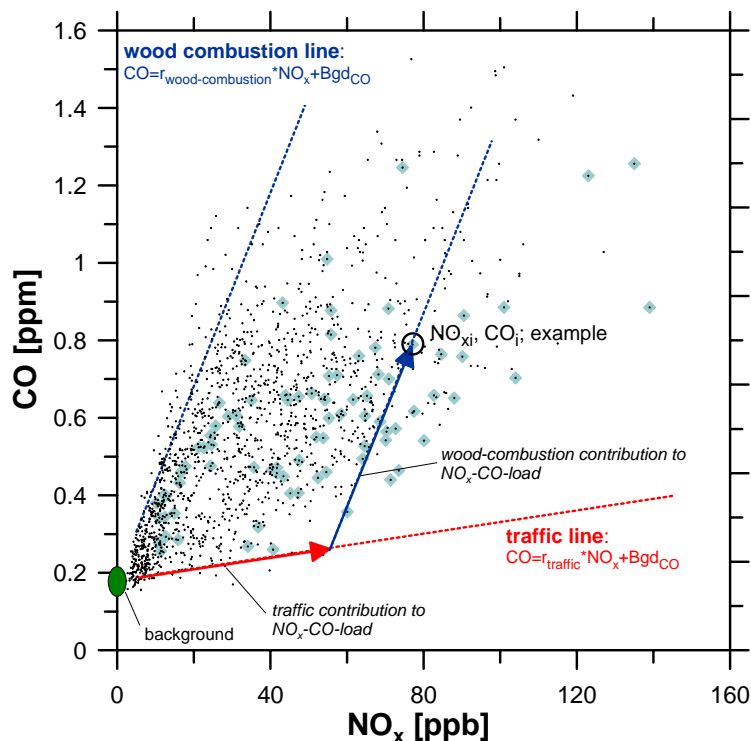 1.6
1.4
1.2
1
0.8
0.6
0.4
0.2
0
CO [ppm]
wood combustion line:
CO=rwood-combustion*NOx+BgdCO
NOxi, COi; example
wood-combustion contribution to
NOx-CO-load
traffic line:
CO=rtraffic*NOx+BgdCO
traffic contribution to
NOx-CO-load
background
0
40
80
120
160
NOx [ppb]